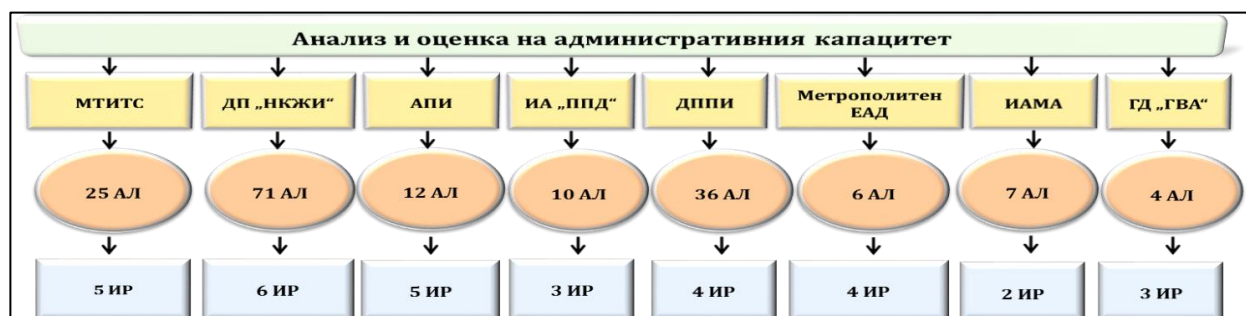 Анализ и оценка на административния капацитет
МТИТС
ДП „НКЖИ“
АПИ
ИА „ППД“
ДППИ
Метрополитен
ЕАД
ИАМА
ГД „ГВА“
25 АЛ
71 АЛ
12 АЛ
10 АЛ
36 АЛ
6 АЛ
7 АЛ
4 АЛ
5 ИР
6 ИР
5 ИР
3 ИР
4 ИР
4 ИР
2 ИР
3 ИР